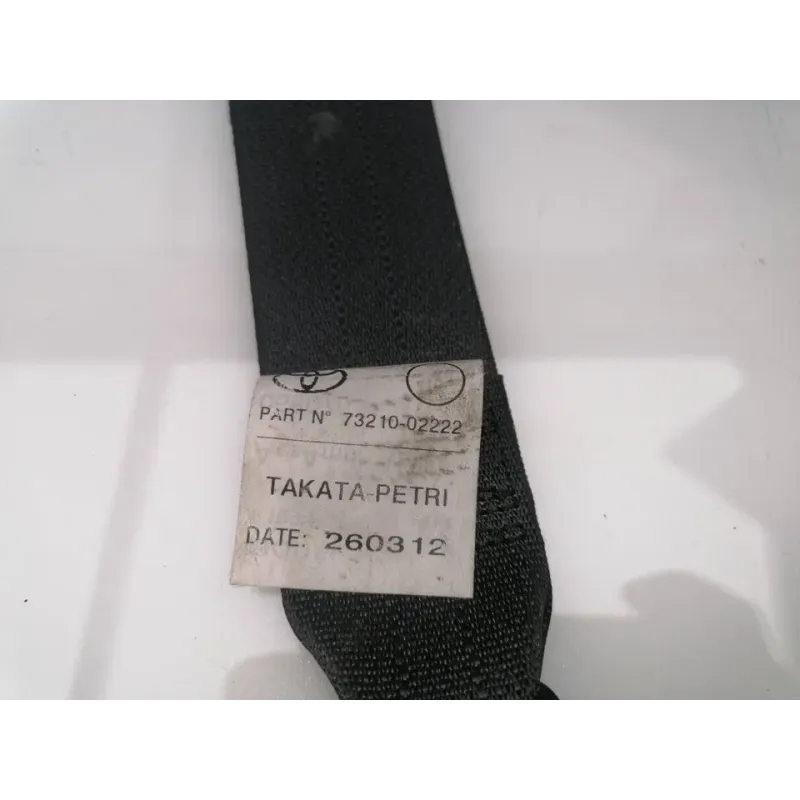 PART N° 73210-02222
TAKATA-PETRI
DATE: 260312